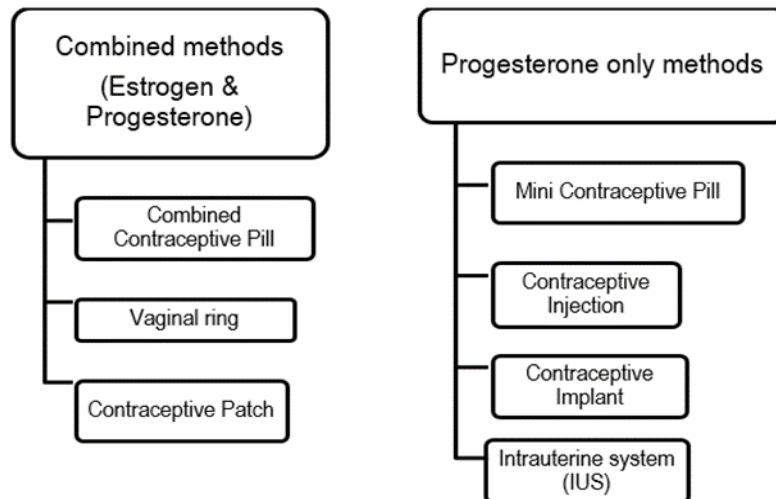 Combined methods
(Estrogen &
Progesterone)
Combined
Contraceptive Pill
Vaginal ring
Contraceptive Patch
Progesterone only methods
Mini Contraceptive Pill
Contraceptive
Injection
Contraceptive
Implant
Intrauterine system
(IUS)